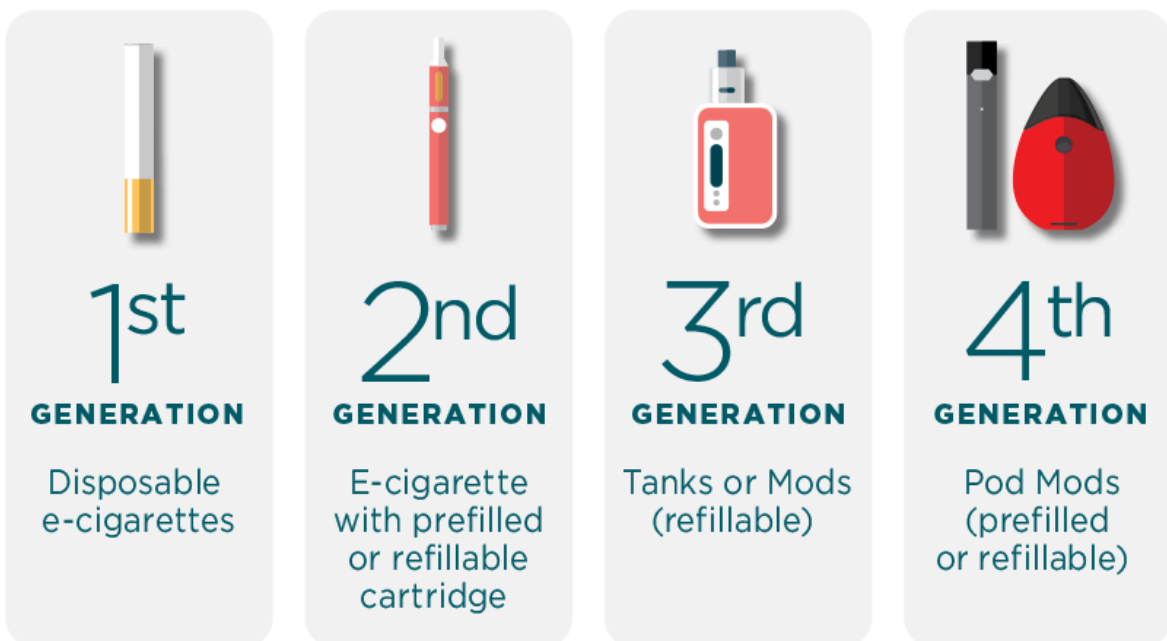 1st
GENERATION
Disposable
e-cigarettes
2nd
GENERATION
E-cigarette
with prefilled
or refillable
cartridge
3rd
GENERATION
Tanks or Mods
(refillable)
4th
GENERATION
Pod Mods
(prefilled
or refillable)